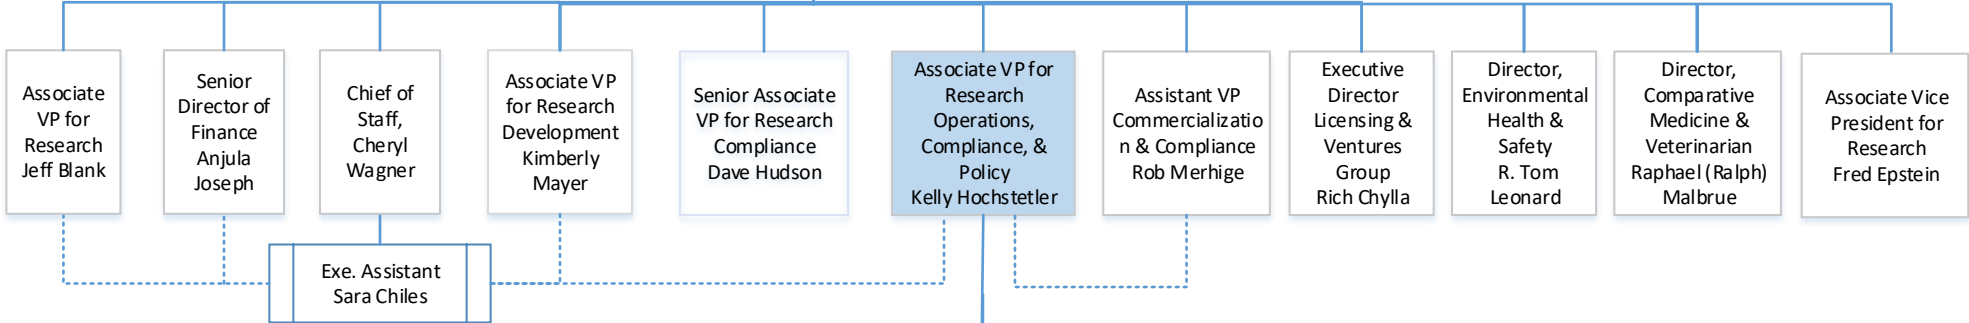 Associate
VP for
Research
Jeff Blank
Senior
Director of
Finance
Anjula
Joseph
Chief of
Staff,
Cheryl
Wagner
Associate VP
for Research
Development
Kimberly
Mayer
Senior Associate
VP for Research
Compliance
Dave Hudson
Associate VP for
Research
Operations,
Compliance, &
Policy
Kelly Hochstetler
Assistant VP
Commercializatio
n & Compliance
Rob Merhige
Executive
Director
Licensing &
Ventures
Group
Rich Chylla
Director,
Environmental
Health &
Safety
R. Tom
Leonard
Director,
Comparative
Medicine &
Veterinarian
Raphael (Ralph)
Malbrue
Associate Vice
President for
Research
Fred Epstein
Exe. Assistant
Sara Chiles